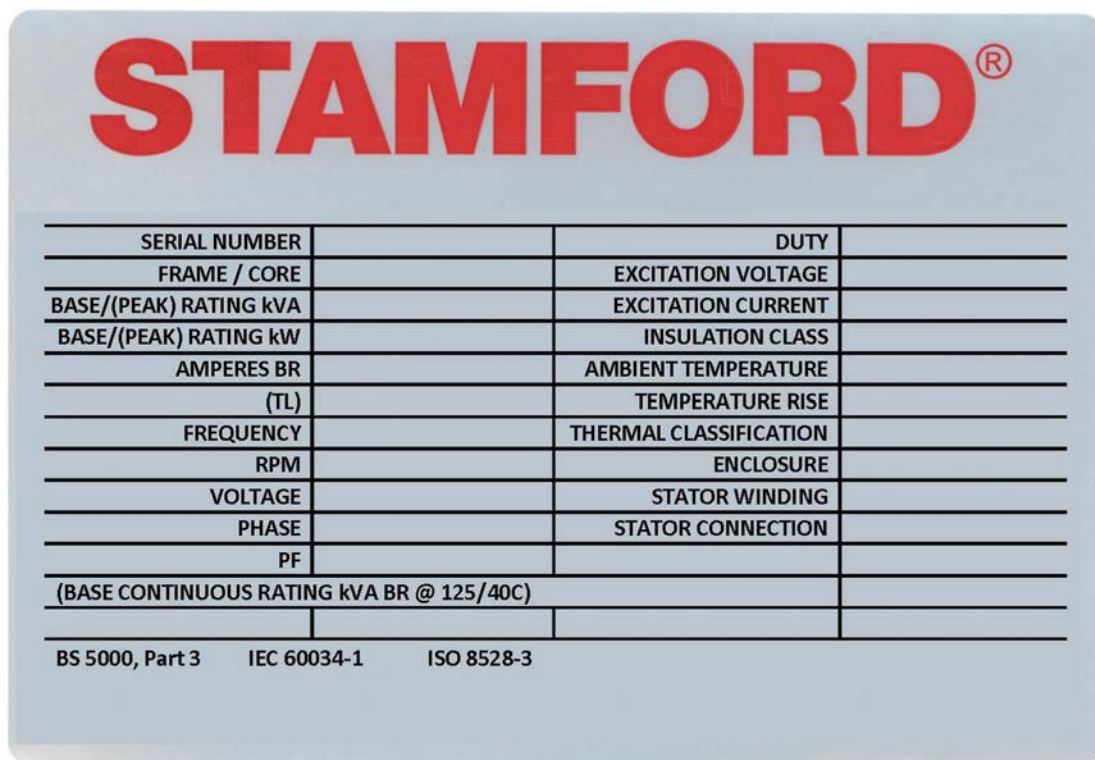 STAMFORD®
SERIAL NUMBER DUTY
FRAME / CORE EXCITATION VOLTAGE
BASE/(PEAK) RATING kVA EXCITATION CURRENT
BASE/(PEAK) RATING kW INSULATION CLASS
AMPERES BR AMBIENT TEMPERATURE
(TL) TEMPERATURE RISE
FREQUENCY THERMAL CLASSIFICATION
RPM ENCLOSURE
VOLTAGE STATOR WINDING
PHASE STATOR CONNECTION
PF
(BASE CONTINUOUS RATING kVA BR @ 125/40C)
BS 5000, Part 3 IEC 60034-1 ISO 8528-3